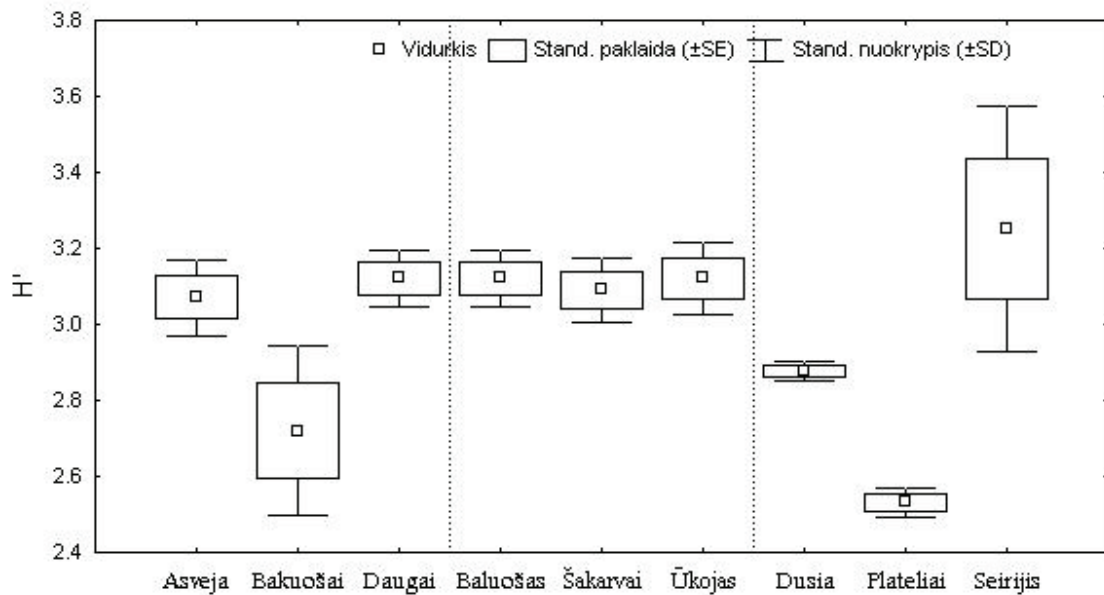 3.8
Vidurkis Stand. paklaida (±SE) Stand. nuokrypis (±SD)
3.6
3.4
3.2
H'
3.0
2.8
2.6
2.4
Asveja Bakuošai Daugai Baluošas Šakarvai Ūkojas Dusia Plateliai Seirijis